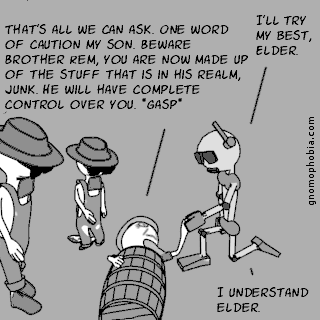 THAT'S ALL WE CAN ASK. ONE WORD
OF CAUTION MY SON. BEWARE
BROTHER REM, YOU ARE NOW MADE UP
OF THE STUFF THAT IS IN HIS REALM,
JUNK. HE WILL HAVE COMPLETE
CONTROL OVER YOU. *GASP*
I'LL TRY
MY BEST,
ELDER.
I UNDERSTAND
ELDER.
gnomophobia.com